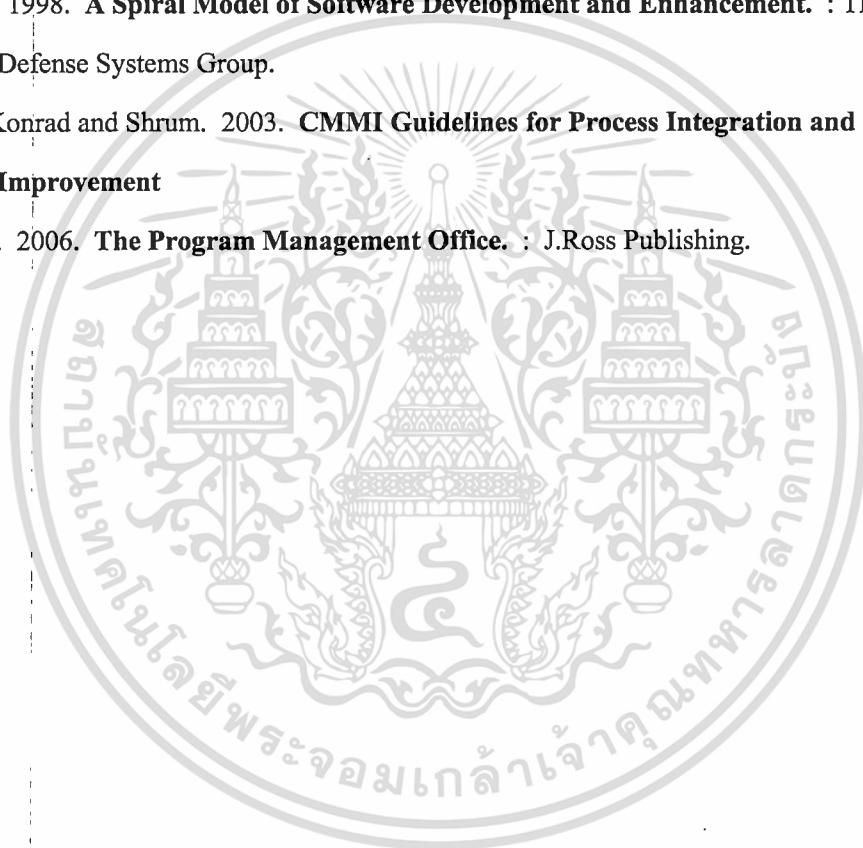 1998. A Spiral Model of Software Development and Enhancement. :
Defense Systems Group.
Konrad and Shrum. 2003. CMMI Guidelines for Process Integration and
Improvement
2006. The Program Management Office. : J.Ross Publishing.
สถาบันเทคโนโลยีพระจอมเกล้าเจ้าคุณทหารลาดกระบัง
๔